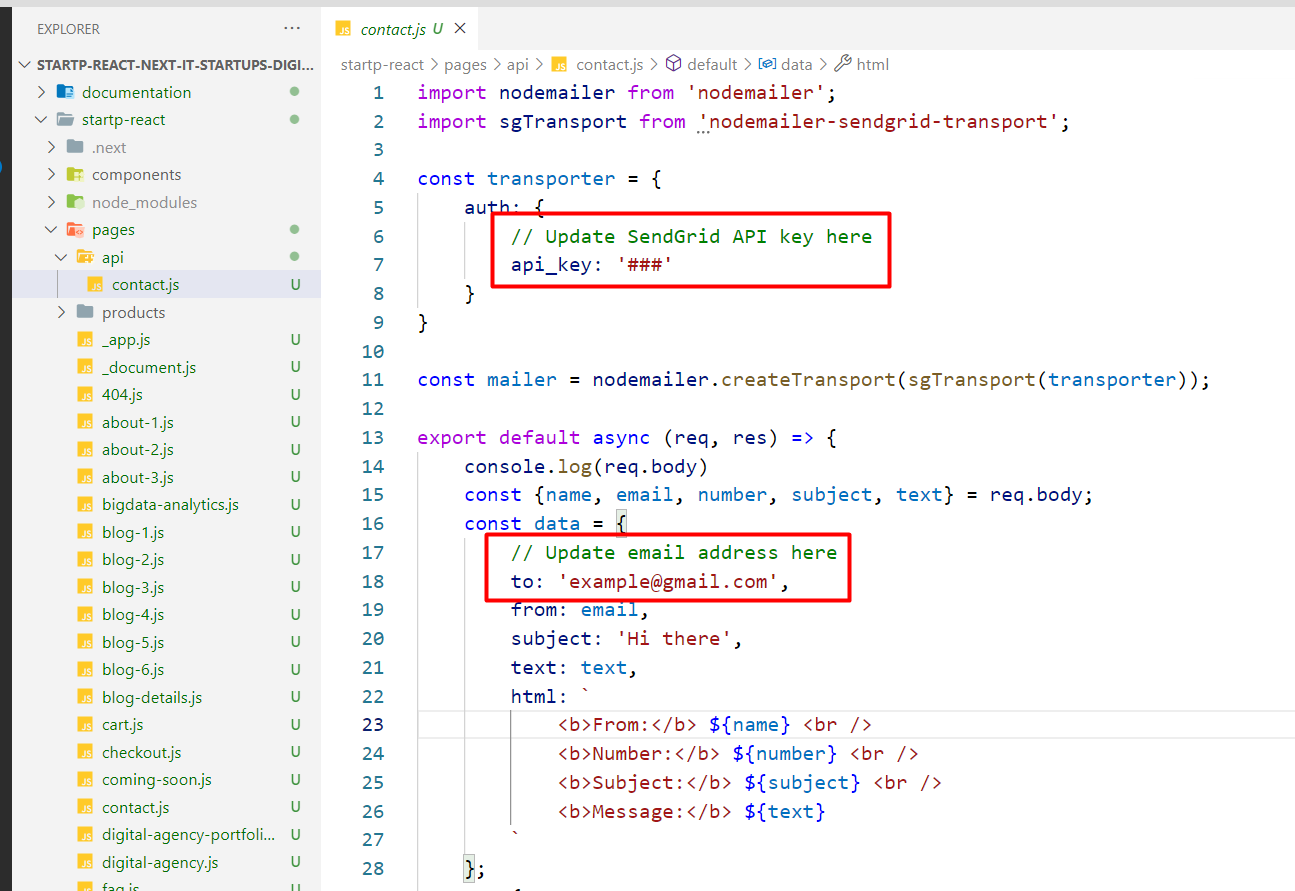 EXPLORER ···
STARTP-REACT-NEXT-IT-STARTUPS-DIGI...
documentation
startp-react
.next
components
node_modules
pages
api
contact.js U
products
_app.js U
_document.js U
404.js U
about-1.js U
about-2.js U
about-3.js U
bigdata-analytics.js U
blog-1.js U
blog-2.js U
blog-3.js U
blog-4.js U
blog-5.js U
blog-6.js U
blog-details.js U
cart.js U
checkout.js U
coming-soon.js U
contact.js U
digital-agency-portfoli... U
digital-agency.js U
faq.js U
JS contact.js U
startp-react > pages > api > JS contact.js > default > data > html
1 import nodemailer from 'nodemailer';
2 import sgTransport from 'nodemailer-sendgrid-transport';
3
4 const transporter = {
5 auth: {
6 // Update SendGrid API key here
7 api_key: '###'
8 }
9 }
10
11 const mailer = nodemailer.createTransport(sgTransport(transporter));
12
13 export default async (req, res) => {
14 console.log(req.body)
15 const {name, email, number, subject, text} = req.body;
16 const data = {
17 // Update email address here
18 to: 'example@gmail.com',
19 from: email,
20 subject: 'Hi there',
21 text: text,
22 html: `
23 <b>From:</b> ${name} <br />
24 <b>Number:</b> ${number} <br />
25 <b>Subject:</b> ${subject} <br />
26 <b>Message:</b> ${text}
27 `
28 };